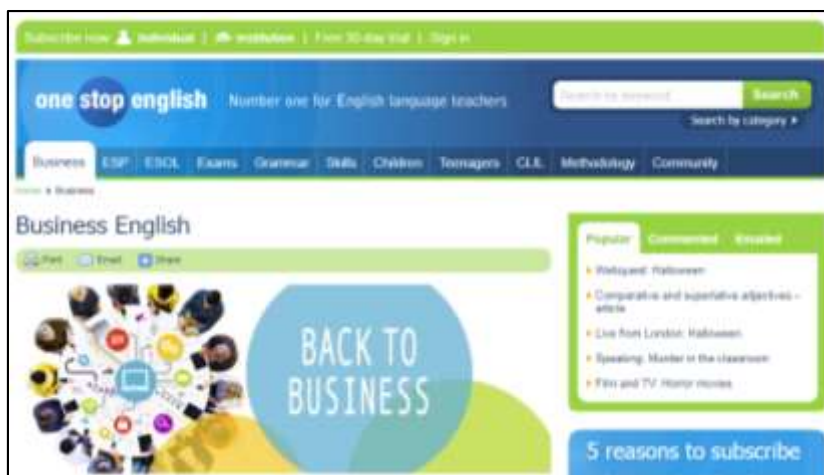 Subscribe now Individual | Institution | Free 30-day trial | Sign in
one stop english Number one for English language teachers
Search by keyword Search
Search by category
Business ESP ESOL Exams Grammar Skills Children Teenagers CLIL Methodology Community
Home Business
Business English
Print Email Share
BACK TO
BUSINESS
Popular Commented Emailed
Webquest: Halloween
Comparative and superlative adjectives –
article
Live from London: Halloween
Speaking: Murder in the classroom
Film and TV: Horror movies
5 reasons to subscribe